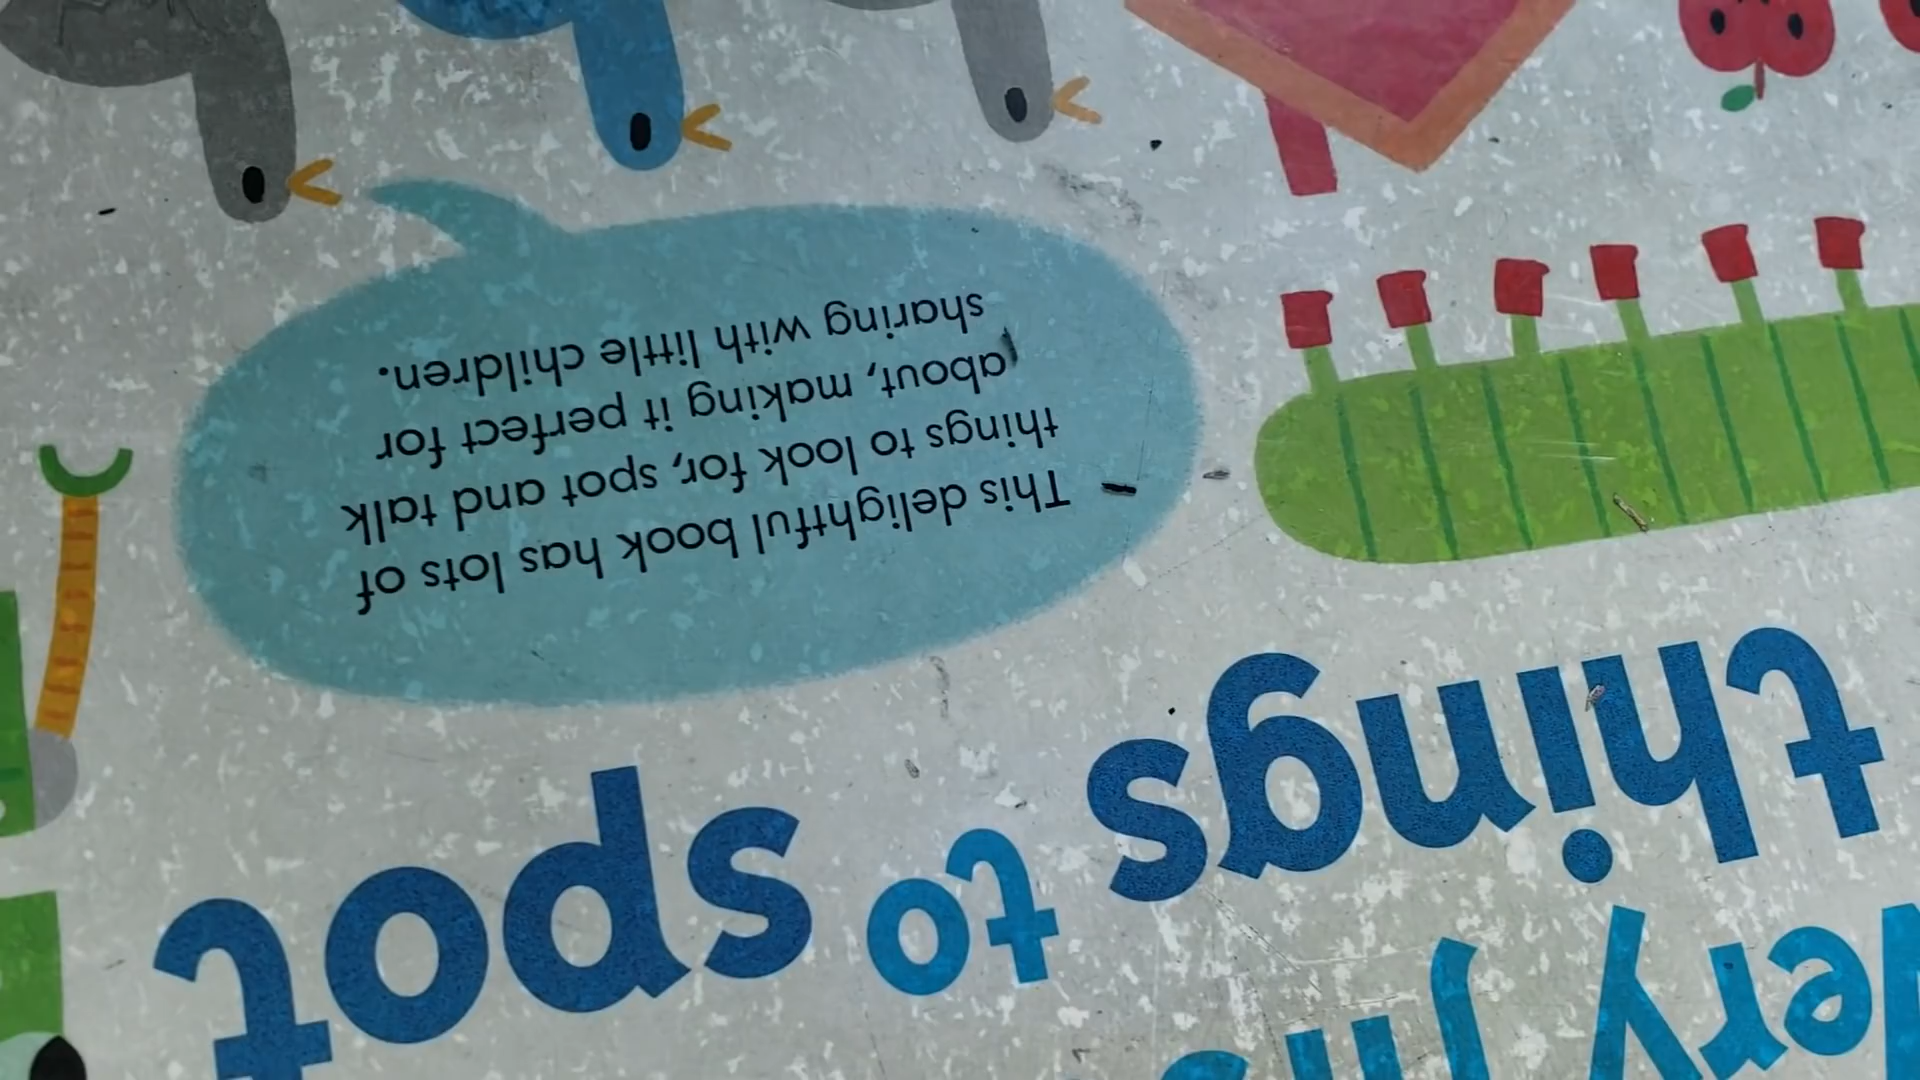 Very
things to spot
This delightful book has lots of
things to look for, spot and talk
about, making it perfect for
sharing with little children.